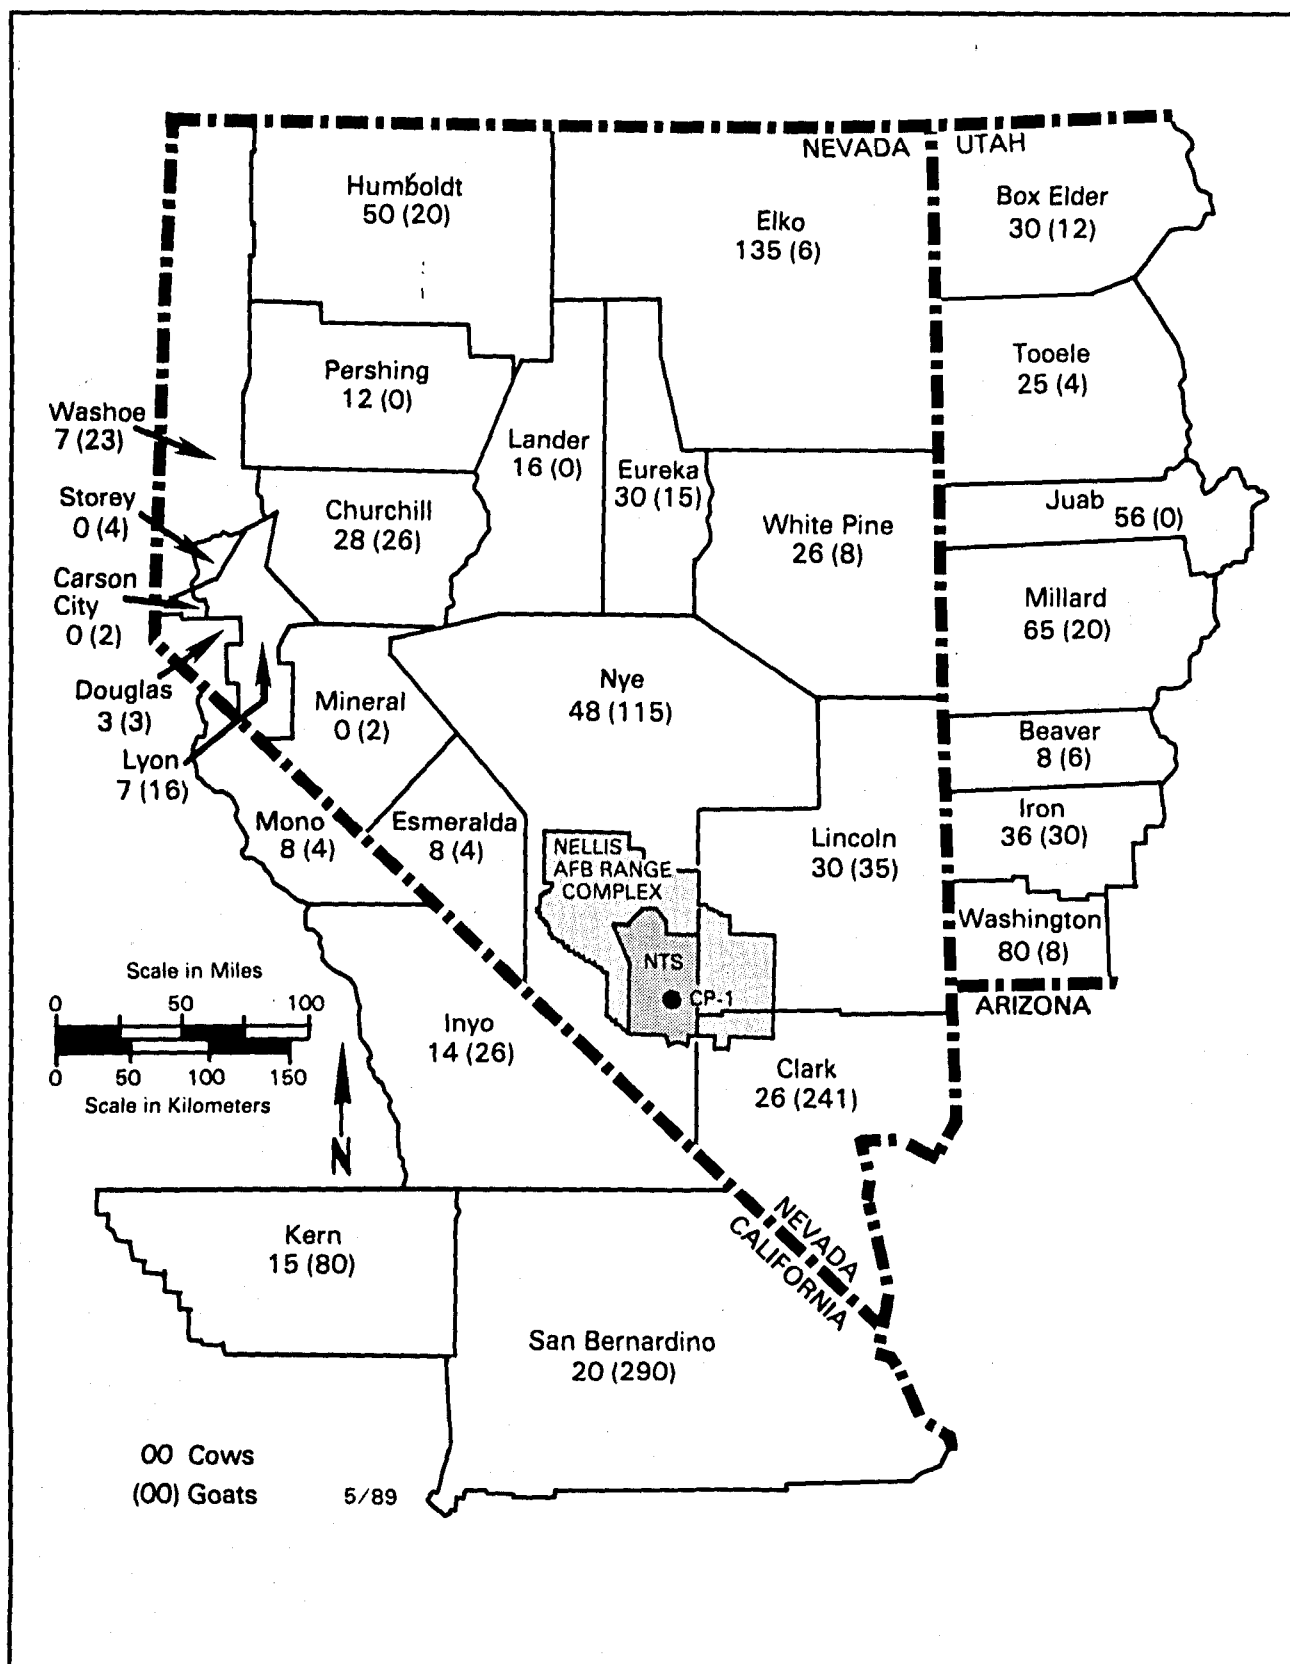 NEVADA
UTAH
Humboldt
50 (20)
Elko
135 (6)
Box Elder
30 (12)
Pershing
12 (0)
Tooele
25 (4)
Washoe
7 (23)
Lander
16 (0)
Eureka
30 (15)
Storey
0 (4)
Churchill
28 (26)
White Pine
26 (8)
Juab
56 (0)
Carson
City
0 (2)
Millard
65 (20)
Douglas
3 (3)
Mineral
0 (2)
Nye
48 (115)
Beaver
8 (6)
Lyon
7 (16)
Mono
8 (4)
Esmeralda
8 (4)
Iron
36 (30)
Lincoln
30 (35)
NELLIS
AFB RANGE
COMPLEX
Washington
80 (8)
NTS
CP-1
ARIZONA
Scale in Miles
0 50 100
0 50 100 150
Scale in Kilometers
N
Inyo
14 (26)
Clark
26 (241)
NEVADA
CALIFORNIA
Kern
15 (80)
San Bernardino
20 (290)
00 Cows
(00) Goats
5/89